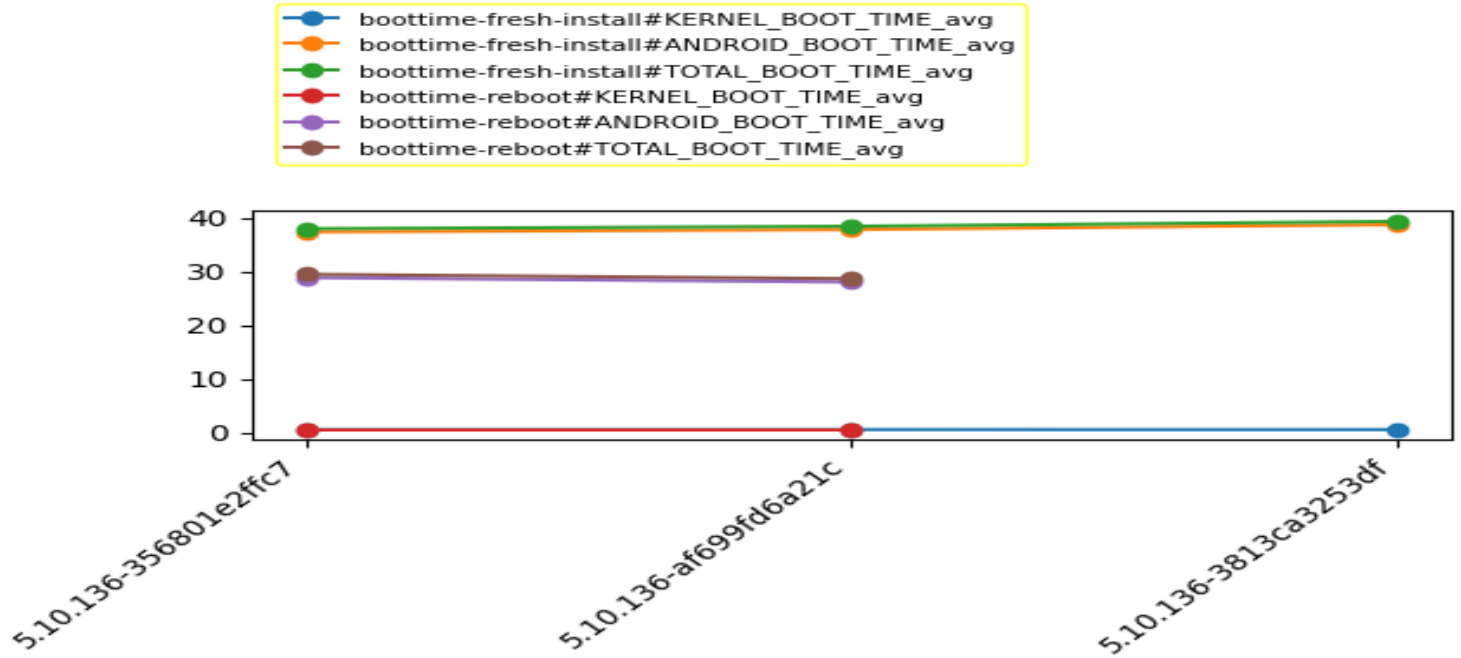 boottime-fresh-install#KERNEL_BOOT_TIME_avg
boottime-fresh-install#ANDROID_BOOT_TIME_avg
boottime-fresh-install#TOTAL_BOOT_TIME_avg
boottime-reboot#KERNEL_BOOT_TIME_avg
boottime-reboot#ANDROID_BOOT_TIME_avg
boottime-reboot#TOTAL_BOOT_TIME_avg
40
30
20
10
0
5.10.136-356801e2ffc7
5.10.136-af699fd6a21c
5.10.136-3813ca3253df